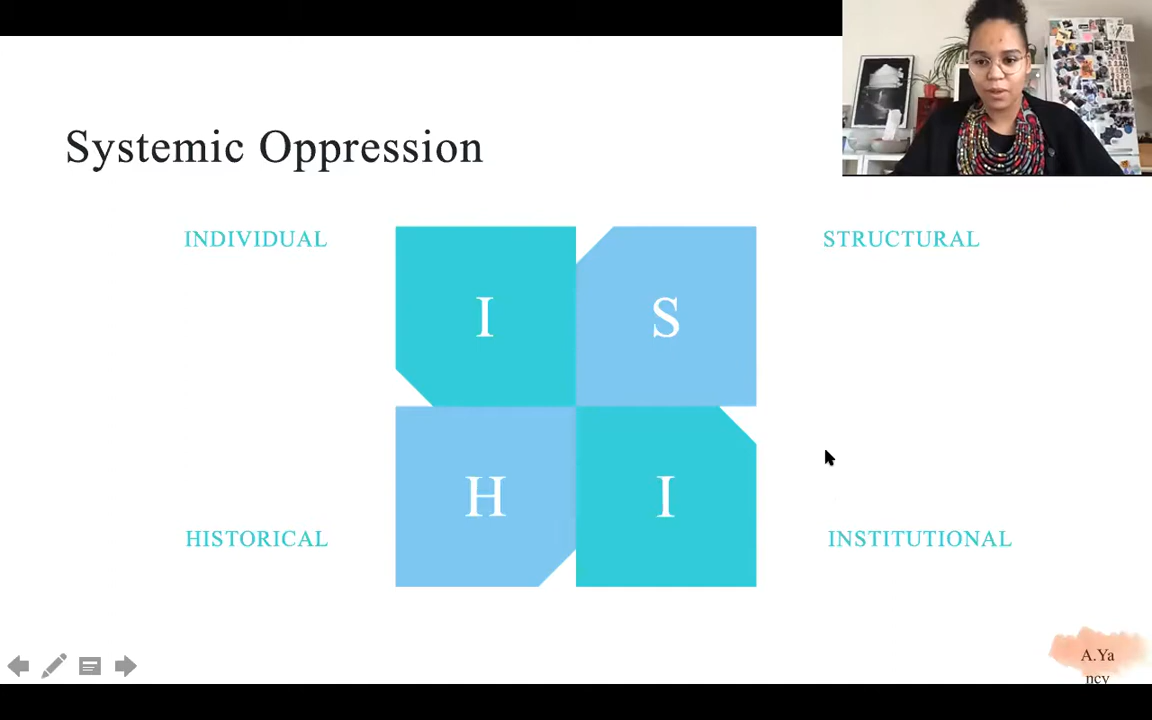 Systemic Oppression
INDIVIDUAL
STRUCTURAL
I
S
H
I
HISTORICAL
INSTITUTIONAL
A.Ya
ncy